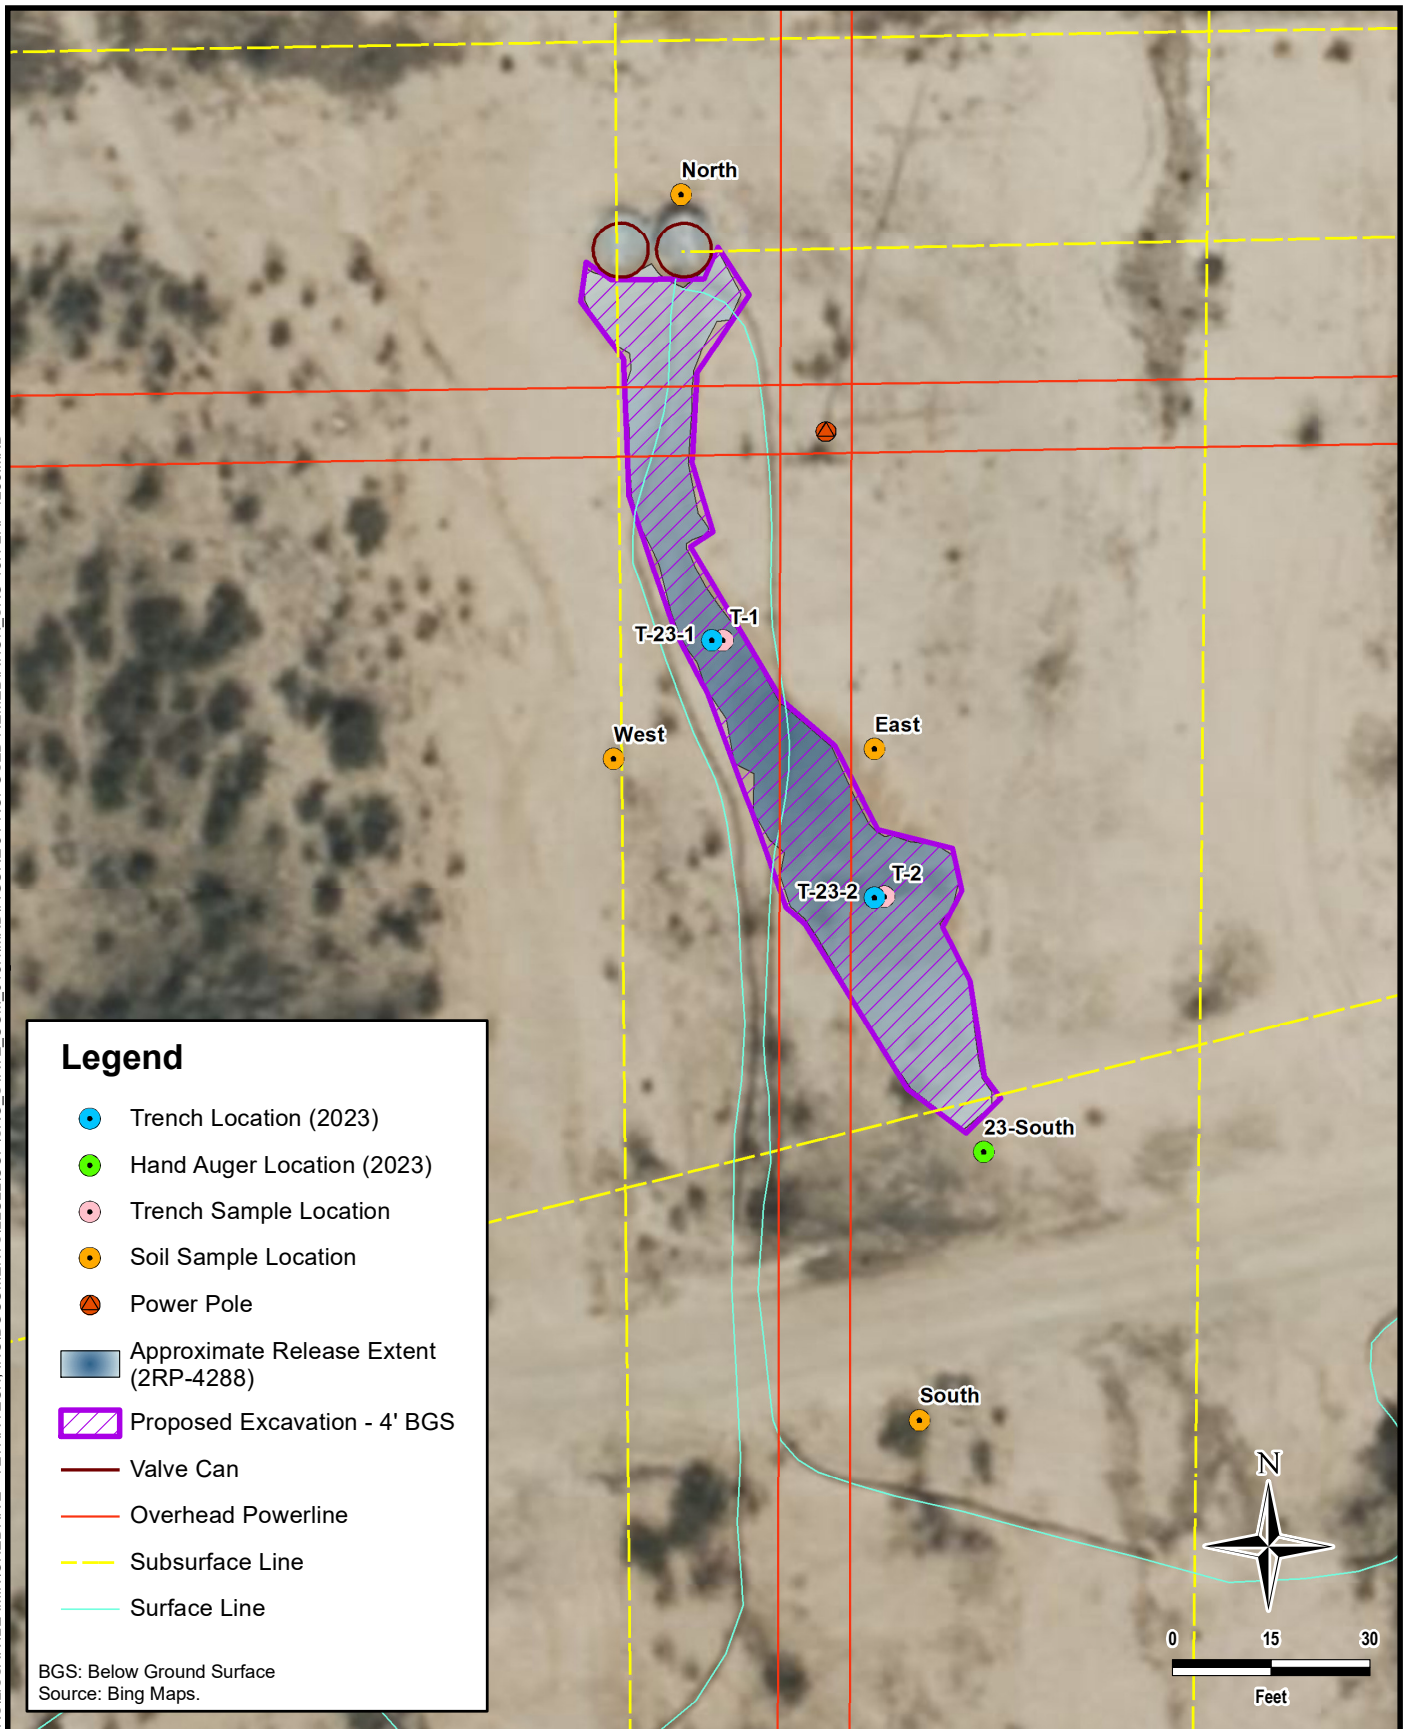 North
T-1
T-23-1
East
West
T-2
T-23-2
23-South
South
Legend
Trench Location (2023)
Hand Auger Location (2023)
Trench Sample Location
Soil Sample Location
Power Pole
Approximate Release Extent
(2RP-4288)
Proposed Excavation - 4' BGS
Valve Can
Overhead Powerline
Subsurface Line
Surface Line
BGS: Below Ground Surface
Source: Bing Maps.
N
0 15 30
Feet